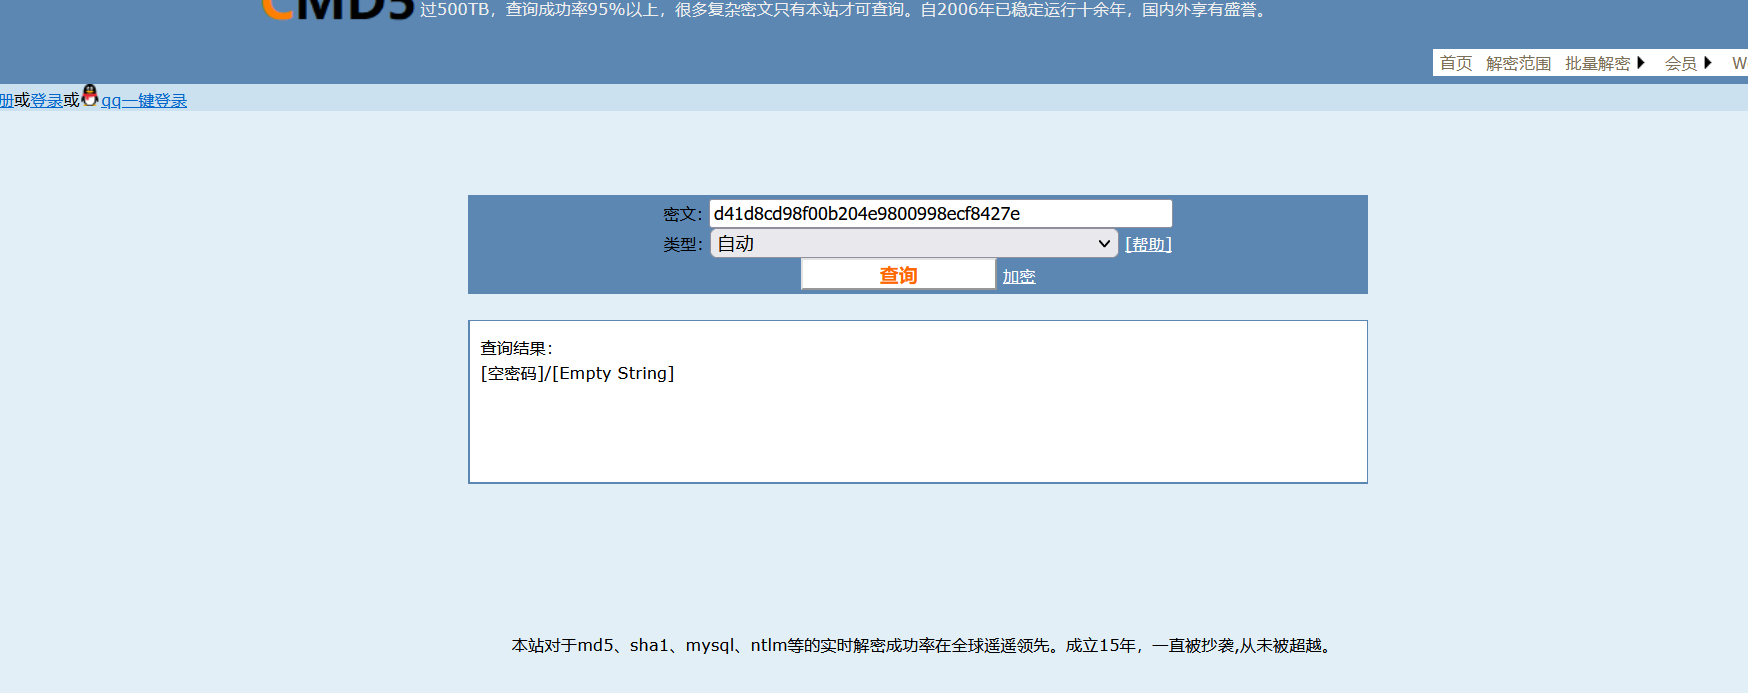 CMD5
过500TB，查询成功率95%以上，很多复杂密文只有本站才可查询。自2006年已稳定运行十余年，国内外享有盛誉。
首页 解密范围 批量解密 会员 W
册或登录或qq一键登录
密文： d41d8cd98f00b204e9800998ecf8427e
类型： 自动 [帮助]
查询 加密
查询结果：
[空密码]/[Empty String]
本站对于md5、sha1、mysql、ntlm等的实时解密成功率在全球遥遥领先。成立15年，一直被抄袭,从未被超越。